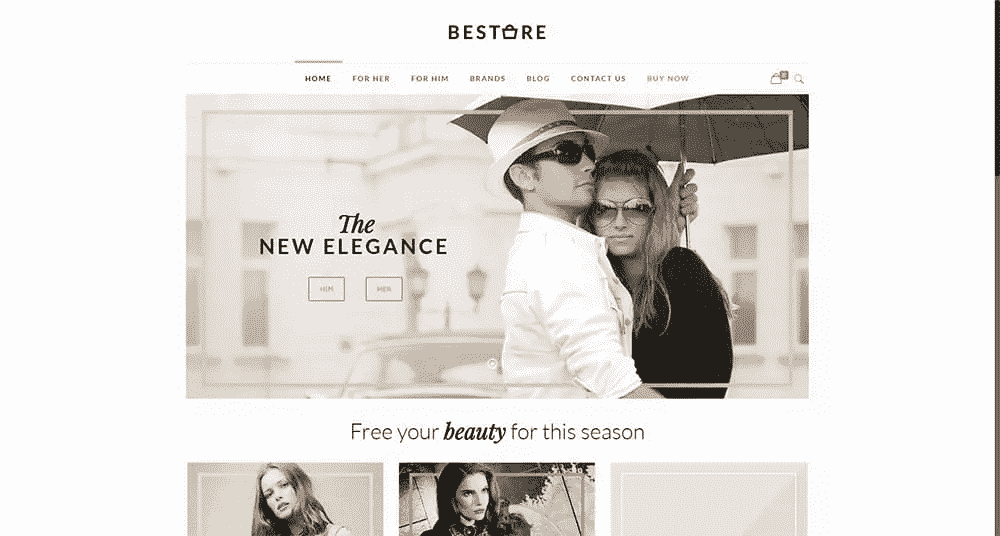 BESTORE
HOME FOR HER FOR HIM BRANDS BLOG CONTACT US BUY NOW
The
NEW ELEGANCE
HIM HER
Free your beauty for this season